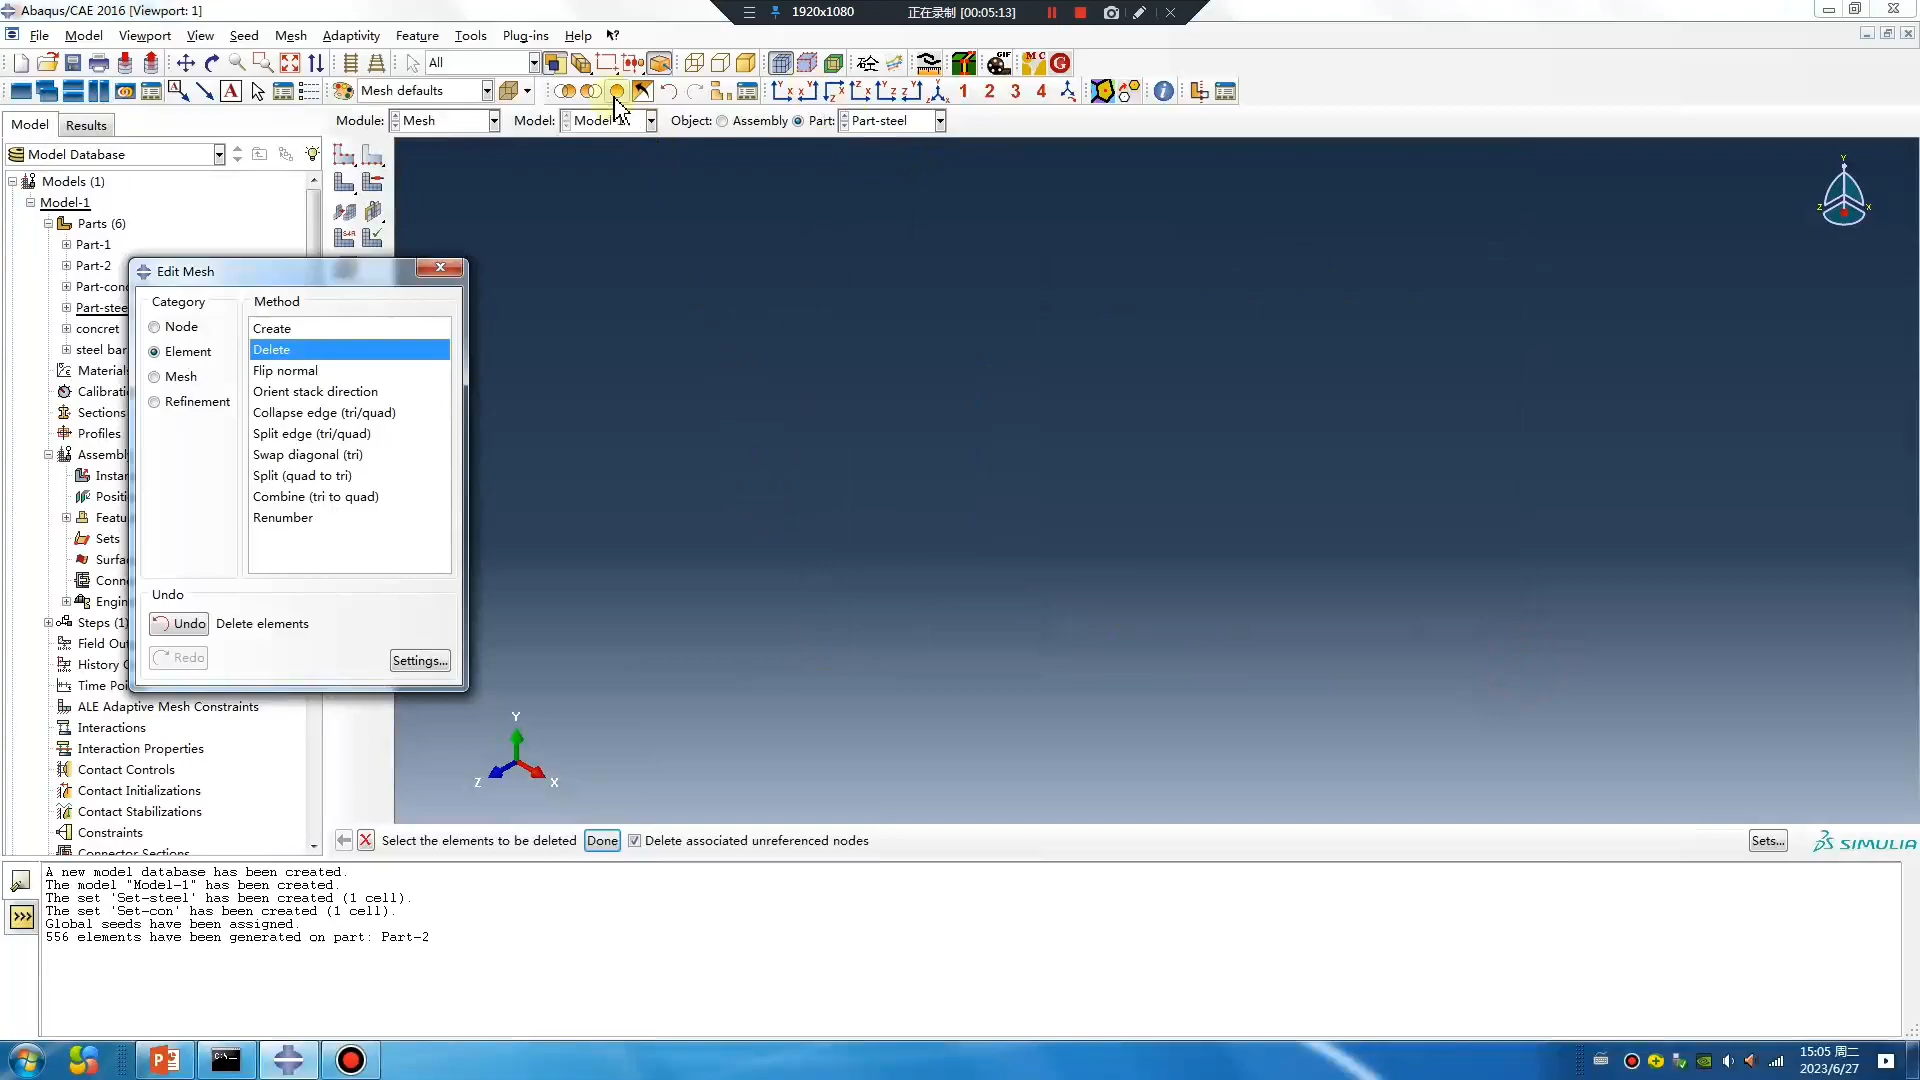 Abaqus/CAE 2016 [Viewport: 1]
1920x1080
正在录制 [00:05:13]
File Model Viewport View Seed Mesh Adaptivity Feature Tools Plug-ins Help
All
GIF
M C G
Mesh defaults
1 2 3 4
Model Results
Module: Mesh Model: Model Object: Assembly Part: Part-steel
Model Database
Models (1)
Model-1
Parts (6)
Part-1
Part-2
Part-con
Part-stee
concret
steel bar
Materials
Calibrati
Sections
Profiles
Assembly
Instan
Positi
Featu
Sets
Surfac
Conne
Engin
Steps (1)
Field Out
History O
Time Poi
ALE Adaptive Mesh Constraints
Interactions
Interaction Properties
Contact Controls
Contact Initializations
Contact Stabilizations
Constraints
Connector Sections
Edit Mesh
Category
Node
Element
Mesh
Refinement
Method
Create
Delete
Flip normal
Orient stack direction
Collapse edge (tri/quad)
Split edge (tri/quad)
Swap diagonal (tri)
Split (quad to tri)
Combine (tri to quad)
Renumber
Undo
Undo Delete elements
Redo
Settings...
Y
Z X
Y
Z X
Select the elements to be deleted Done Delete associated unreferenced nodes Sets...
SIMULIA
A new model database has been created.
The model "Model-1" has been created.
The set 'Set-steel' has been created (1 cell).
The set 'Set-con' has been created (1 cell).
Global seeds have been assigned.
556 elements have been generated on part: Part-2
15:05 周二
2023/6/27